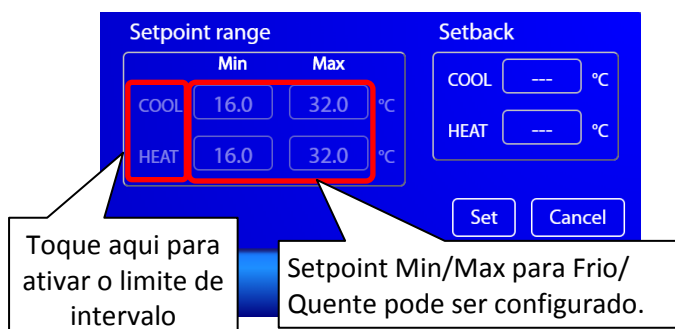 Setpoint range
Setback
Min Max
COOL 16.0 32.0 °C
HEAT 16.0 32.0 °C
COOL --- °C
HEAT --- °C
Set Cancel
Toque aqui para
ativar o limite de
intervalo
Setpoint Min/Max para Frio/
Quente pode ser configurado.